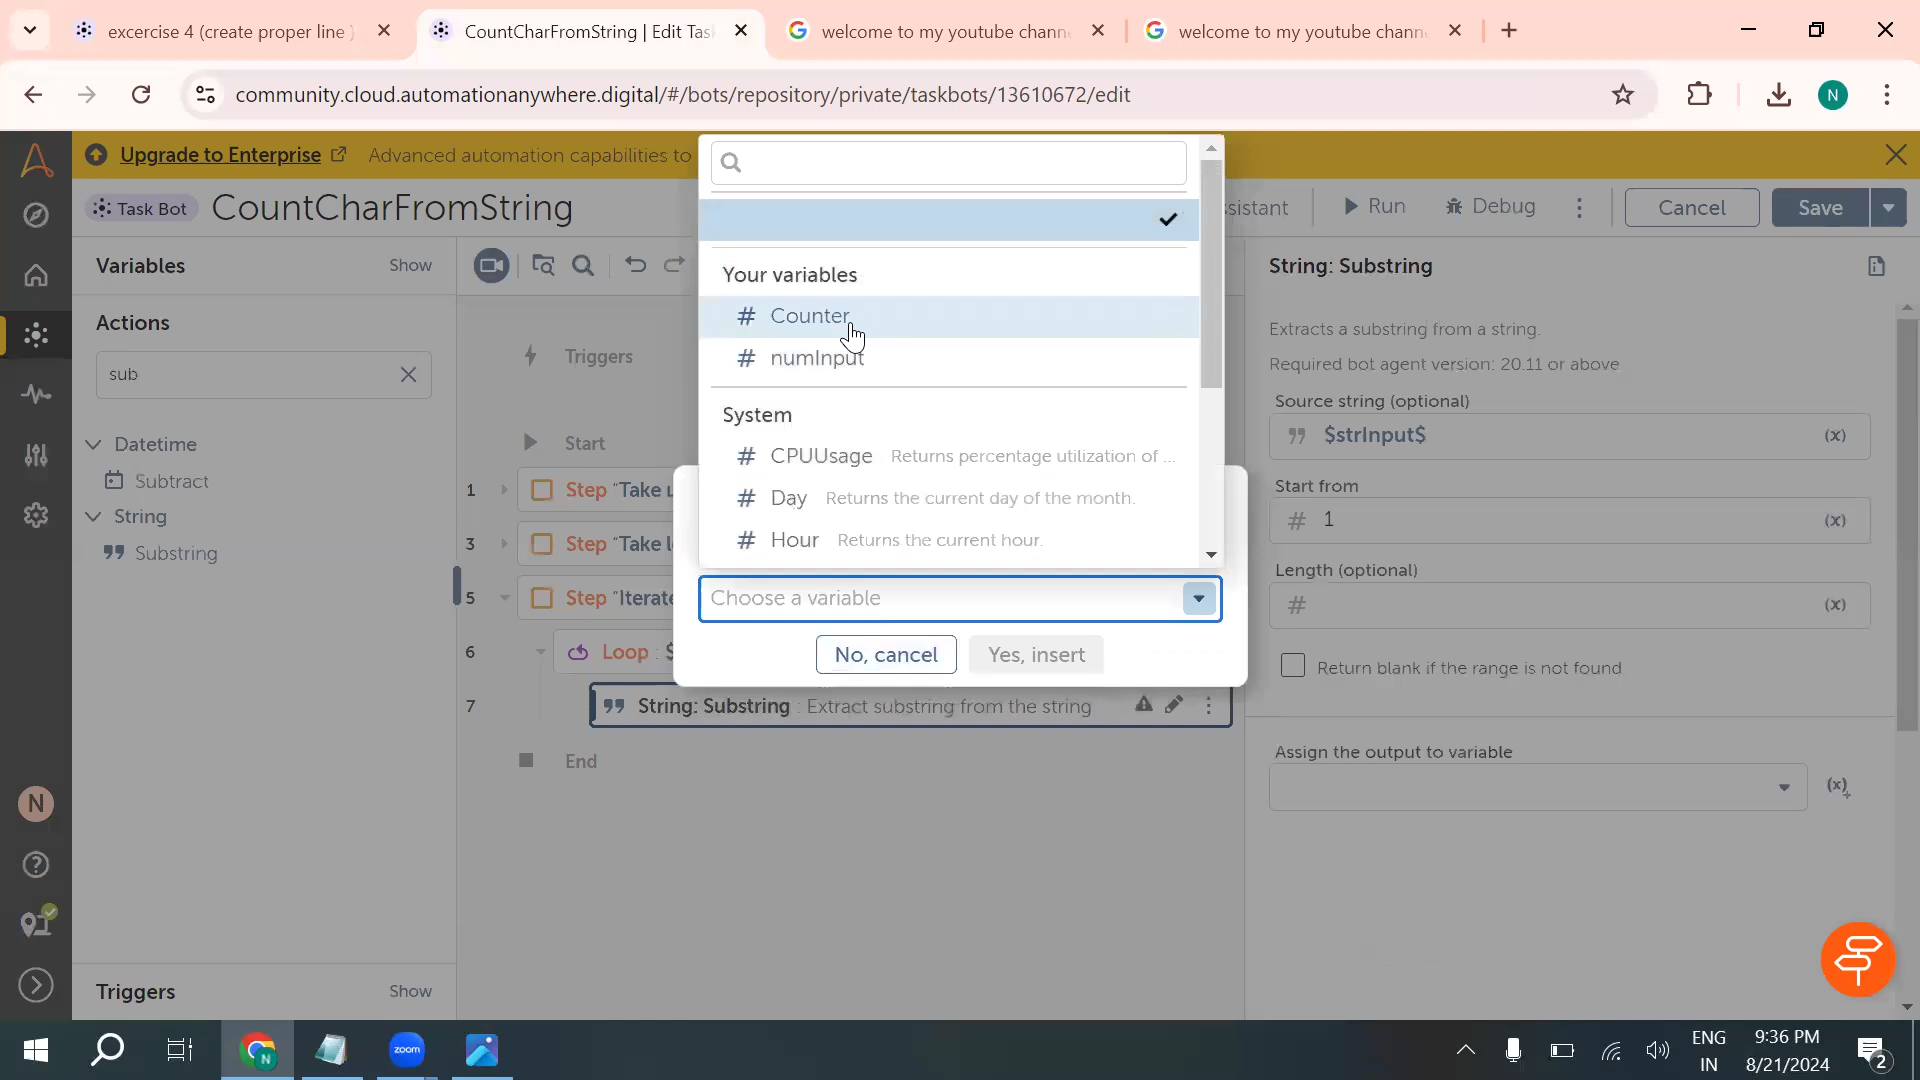 excercise 4 (create proper line )
CountCharFromString | Edit Tas
welcome to my youtube chann
welcome to my youtube chann
community.cloud.automationanywhere.digital/#/bots/repository/private/taskbots/13610672/edit
N
Upgrade to Enterprise
Advanced automation capabilities to
Task Bot
CountCharFromString
sistant
Run
Debug
Cancel
Save
Variables
Show
Actions
sub
Datetime
Subtract
String
Substring
Triggers
Show
Triggers
Start
1 Step "Take u
3 Step "Take l
5 Step "Iterate
6 Loop : $
7 String: Substring : Extract substring from the string
End
Your variables
# Counter
# numInput
System
# CPUUsage Returns percentage utilization of ...
# Day Returns the current day of the month.
# Hour Returns the current hour.
Choose a variable
No, cancel
Yes, insert
String: Substring
Extracts a substring from a string.
Required bot agent version: 20.11 or above
Source string (optional)
$strInput$ (x)
Start from
# 1 (x)
Length (optional)
# (x)
Return blank if the range is not found
Assign the output to variable
(x)+
N
zoom
ENG
IN
9:36 PM
8/21/2024
2